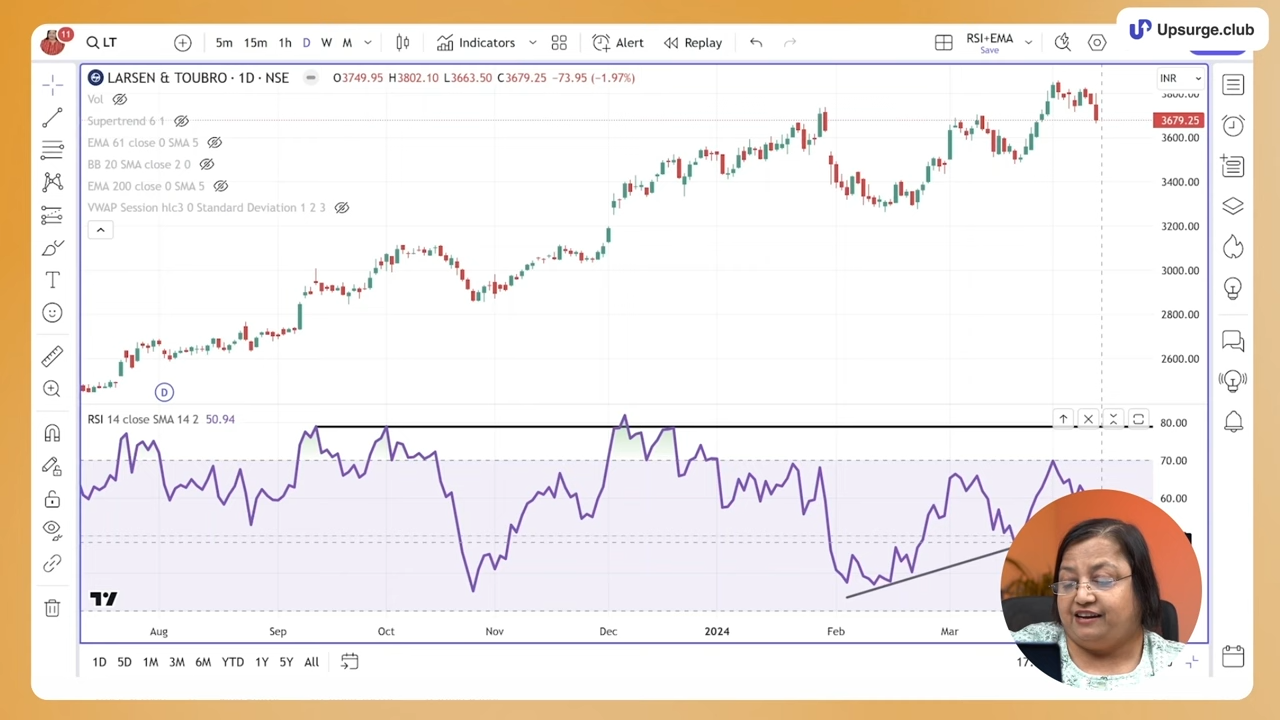 Upsurge.club
11
LT
5m 15m 1h D W M
Indicators
Alert
Replay
RSI+EMA
Save
LARSEN & TOUBRO · 1D · NSE
O3749.95 H3802.10 L3663.50 C3679.25 −73.95 (−1.97%)
INR
Vol
Supertrend 6 1
EMA 61 close 0 SMA 5
BB 20 SMA close 2 0
EMA 200 close 0 SMA 5
VWAP Session hlc3 0 Standard Deviation 1 2 3
3800.00
3679.25
3600.00
3400.00
3200.00
3000.00
2800.00
2600.00
D
RSI 14 close SMA 14 2 50.94
80.00
70.00
60.00
Aug Sep Oct Nov Dec 2024 Feb Mar
1D 5D 1M 3M 6M YTD 1Y 5Y All